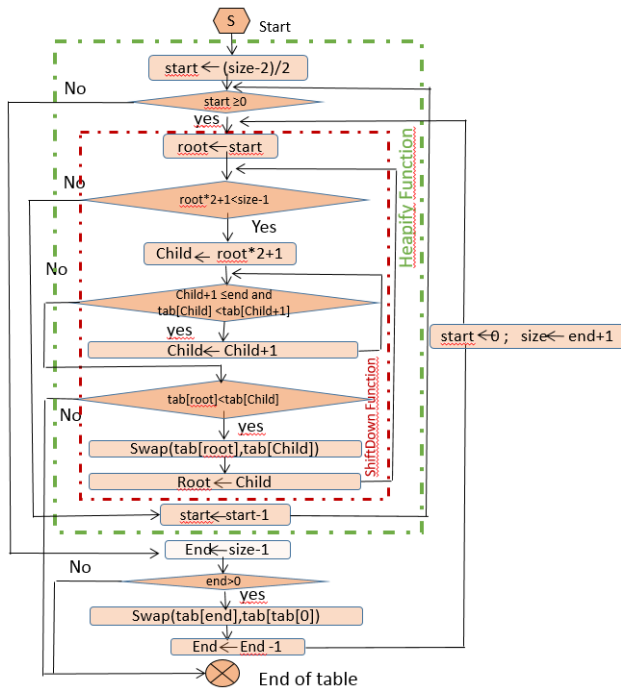 S
Start
start ← (size-2)/2
No
start ≥0
yes
root←start
No
root*2+1<size-1
Yes
Child ← root*2+1
No
Child+1 ≤end and
tab[Child] <tab[Child+1]
yes
Child← Child+1
tab[root]<tab[Child]
No
yes
Swap(tab[root],tab[Child])
Root ← Child
start←start-1
Heapify Function
ShiftDown Function
start ←0 ; size← end+1
End←size-1
No
end>0
yes
Swap(tab[end],tab[tab[0])
End← End -1
End of table